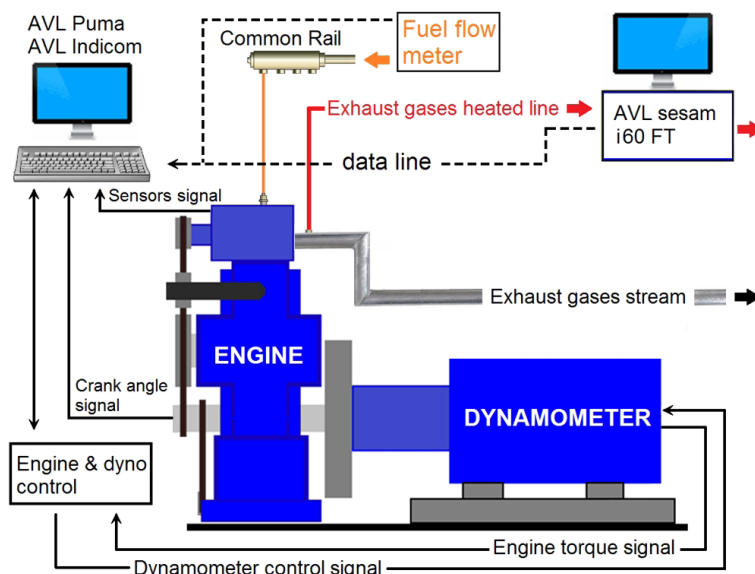 AVL Puma
AVL Indicom
Common Rail
Fuel flow
meter
Exhaust gases heated line
AVL sesam
i60 FT
data line
Sensors signal
Exhaust gases stream
ENGINE
Crank angle
signal
DYNAMOMETER
Engine & dyno
control
Engine torque signal
Dynamometer control signal